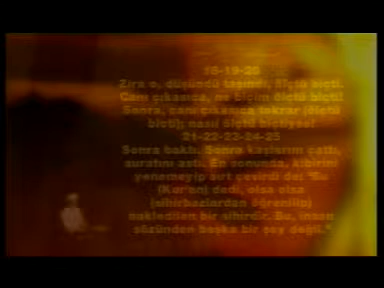 18-19-20
Zira o, düşündü taşındı, ölçtü biçti.
Canı çıkasıca, ne biçim ölçtü biçti!
Sonra, canı çıkasıca tekrar (ölçtü
biçti); nasıl ölçtü biçtiyse!
21-22-23-24-25
Sonra baktı. Sonra kaşlarını çattı,
suratını astı. En sonunda, kibirini
yenemeyip sırt çevirdi de: "Bu
(Kur'an) dedi, olsa olsa
(sihirbazlardan öğrenilip)
nakledilen bir sihirdir. Bu, insan
sözünden başka bir şey değil."